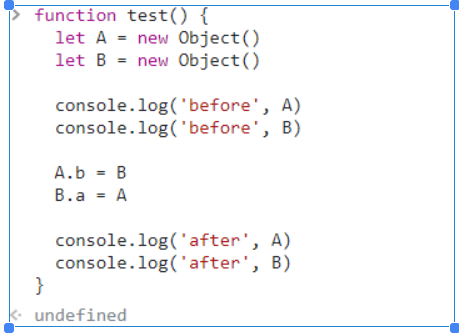 > function test() {
let A = new Object()
let B = new Object()
console.log('before', A)
console.log('before', B)
A.b = B
B.a = A
console.log('after', A)
console.log('after', B)
}
<· undefined